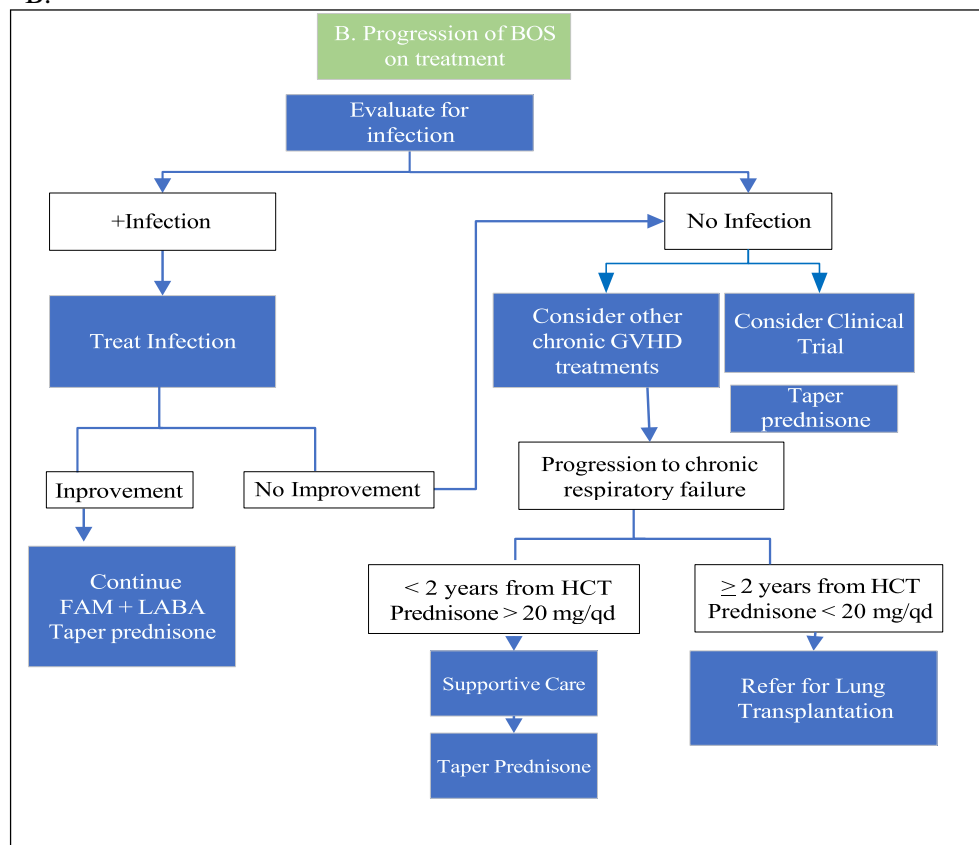 B.
B. Progression of BOS
on treatment
Evaluate for
infection
+Infection
No Infection
Treat Infection
Consider other
chronic GVHD
treatments
Consider Clinical
Trial
Taper
prednisone
Inprovement
No Improvement
Progression to chronic
respiratory failure
Continue
FAM + LABA
Taper prednisone
< 2 years from HCT
Prednisone > 20 mg/qd
≥ 2 years from HCT
Prednisone < 20 mg/qd
Supportive Care
Refer for Lung
Transplantation
Taper Prednisone